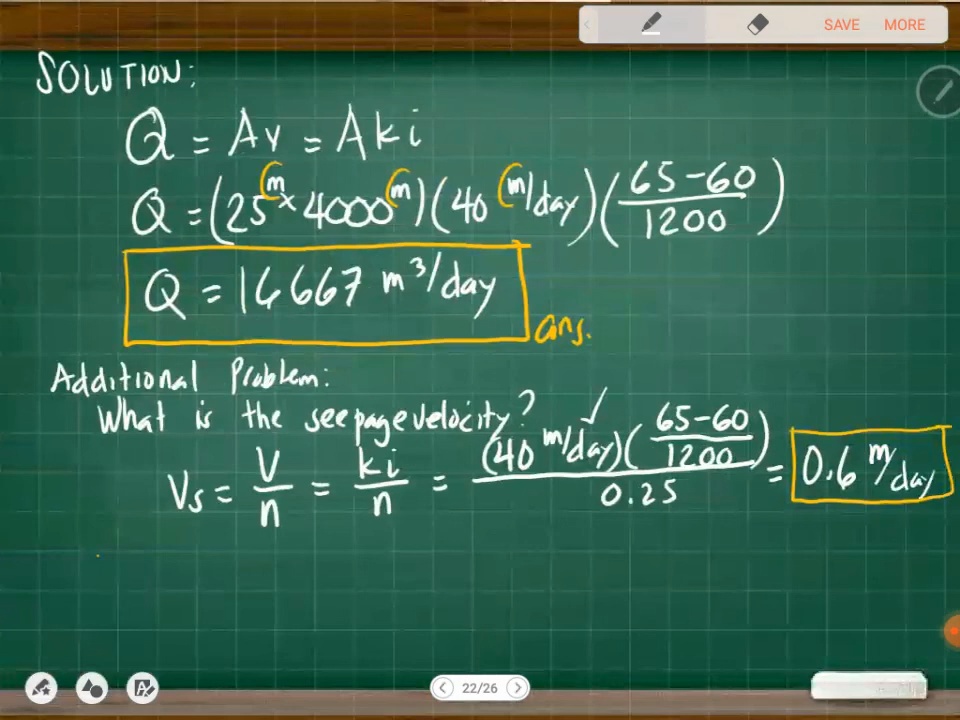 SAVE MORE
SOLUTION:
Q = Av = Aki
Q = (25 m × 4000 m)(40 m/day)((65-60)/1200)
Q = 16667 m³/day
ans.
Additional Problem:
What is the seepage velocity?
Vs = V/n = ki/n = (40 m/day)((65-60)/1200)/0.25 = 0.6 m/day
22/26